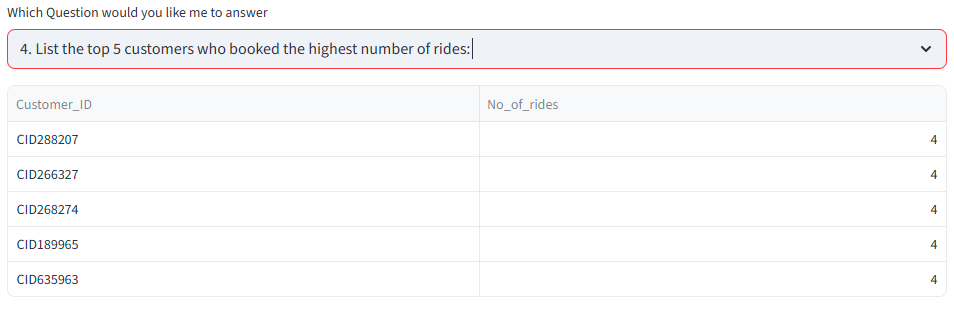 Which Question would you like me to answer
4. List the top 5 customers who booked the highest number of rides:
Customer_ID No_of_rides
CID288207 4
CID266327 4
CID268274 4
CID189965 4
CID635963 4